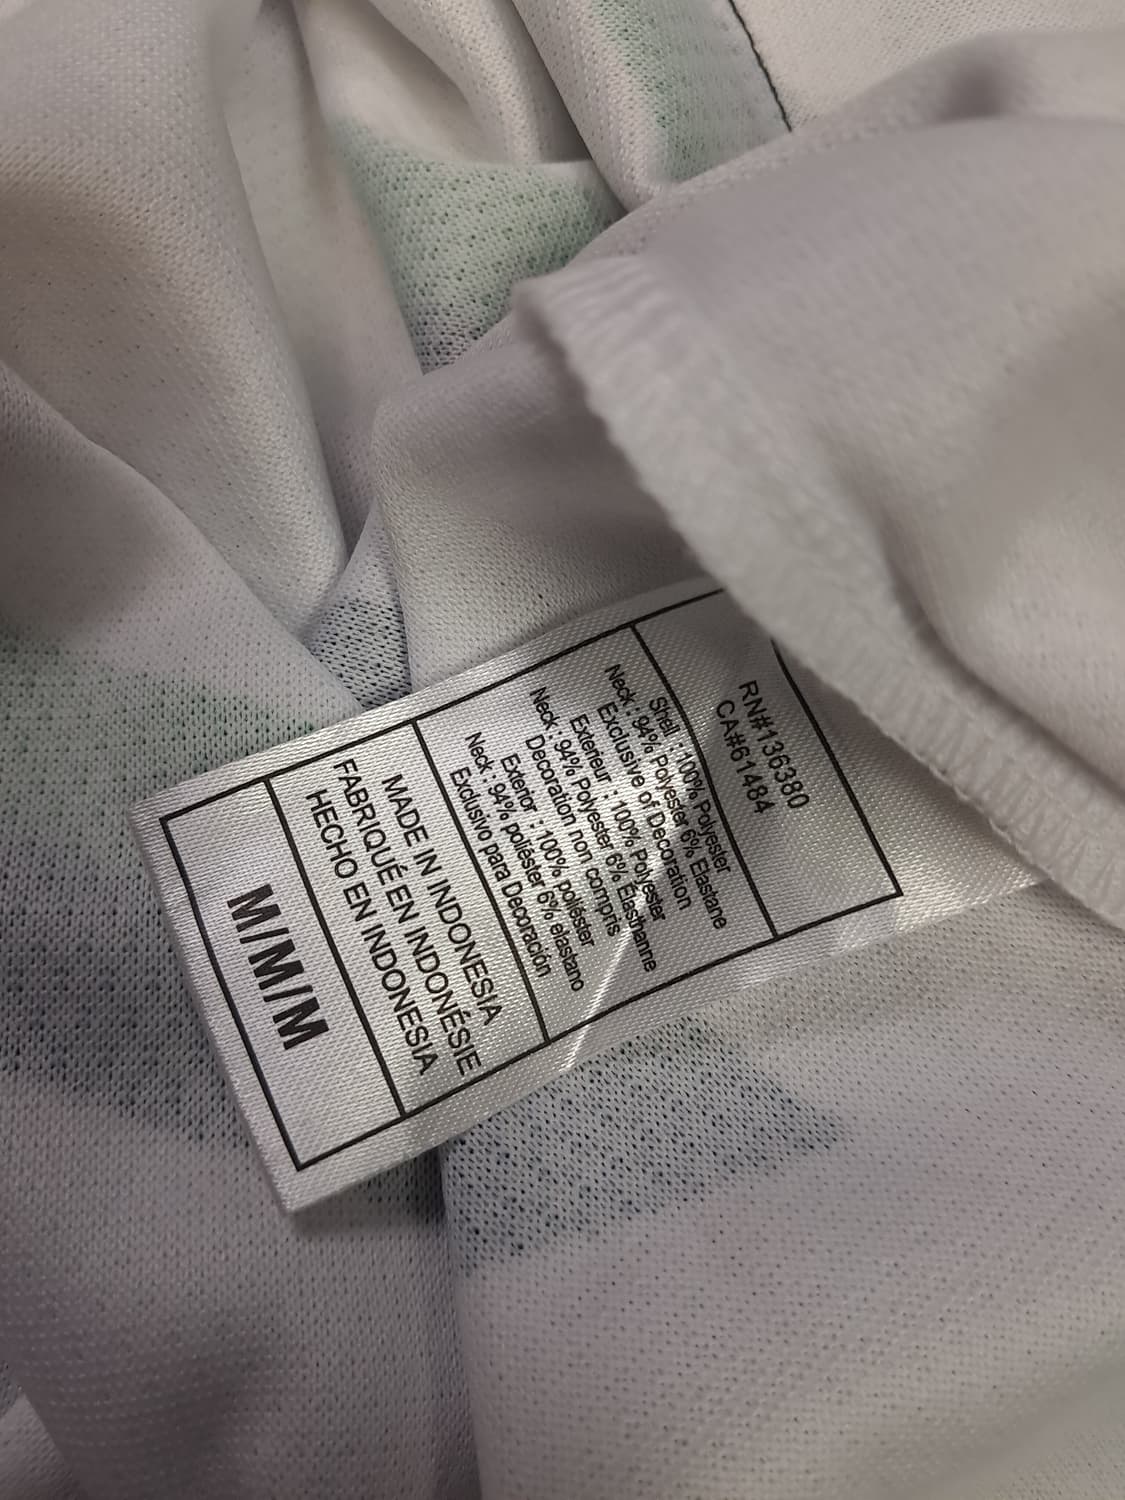 RN#136380
CA#61484
Shell : 100% Polyester
Neck : 94% Polyester 6% Elastane
Exclusive of Decoration
Exterieur : 100% Polyester
Neck : 94% Polyester 6% Élasthanne
Decoration non compris
Exterior : 100% poliéster
Neck : 94% poliéster 6% elastano
Exclusivo para Decoración
MADE IN INDONESIA
FABRIQUÉ EN INDONÉSIE
HECHO EN INDONESIA
M/M/M